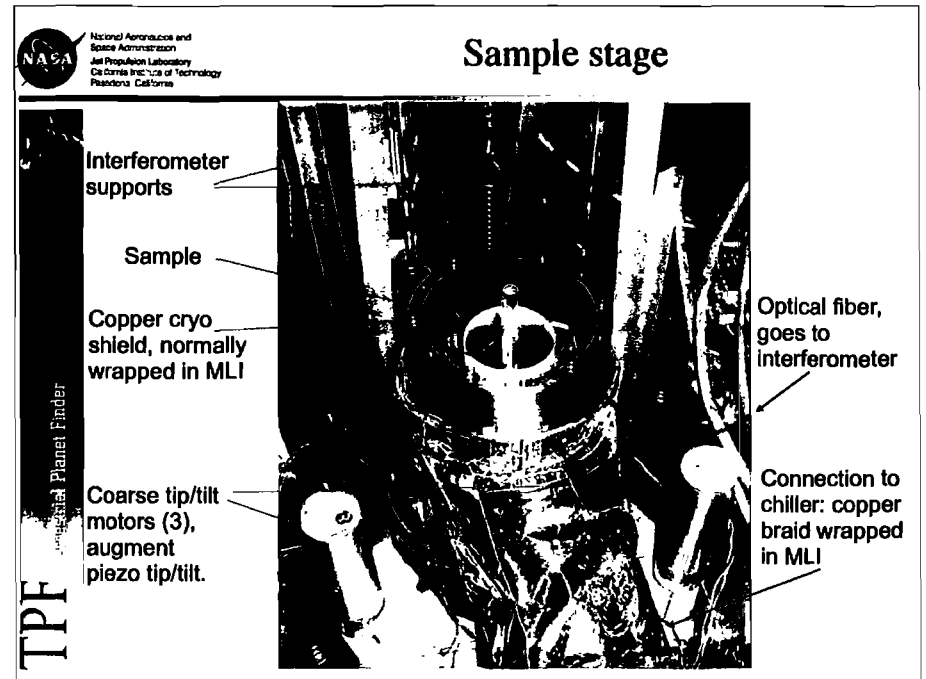 NASA
National Aeronautics and
Space Administration
Jet Propulsion Laboratory
California Institute of Technology
Pasadena California
Sample stage
Interferometer
supports
Sample
Copper cryo
shield, normally
wrapped in MLI
Coarse tip/tilt
motors (3),
augment
piezo tip/tilt.
Optical fiber,
goes to
interferometer
Connection to
chiller: copper
braid wrapped
in MLI
Planet Finder
TPF